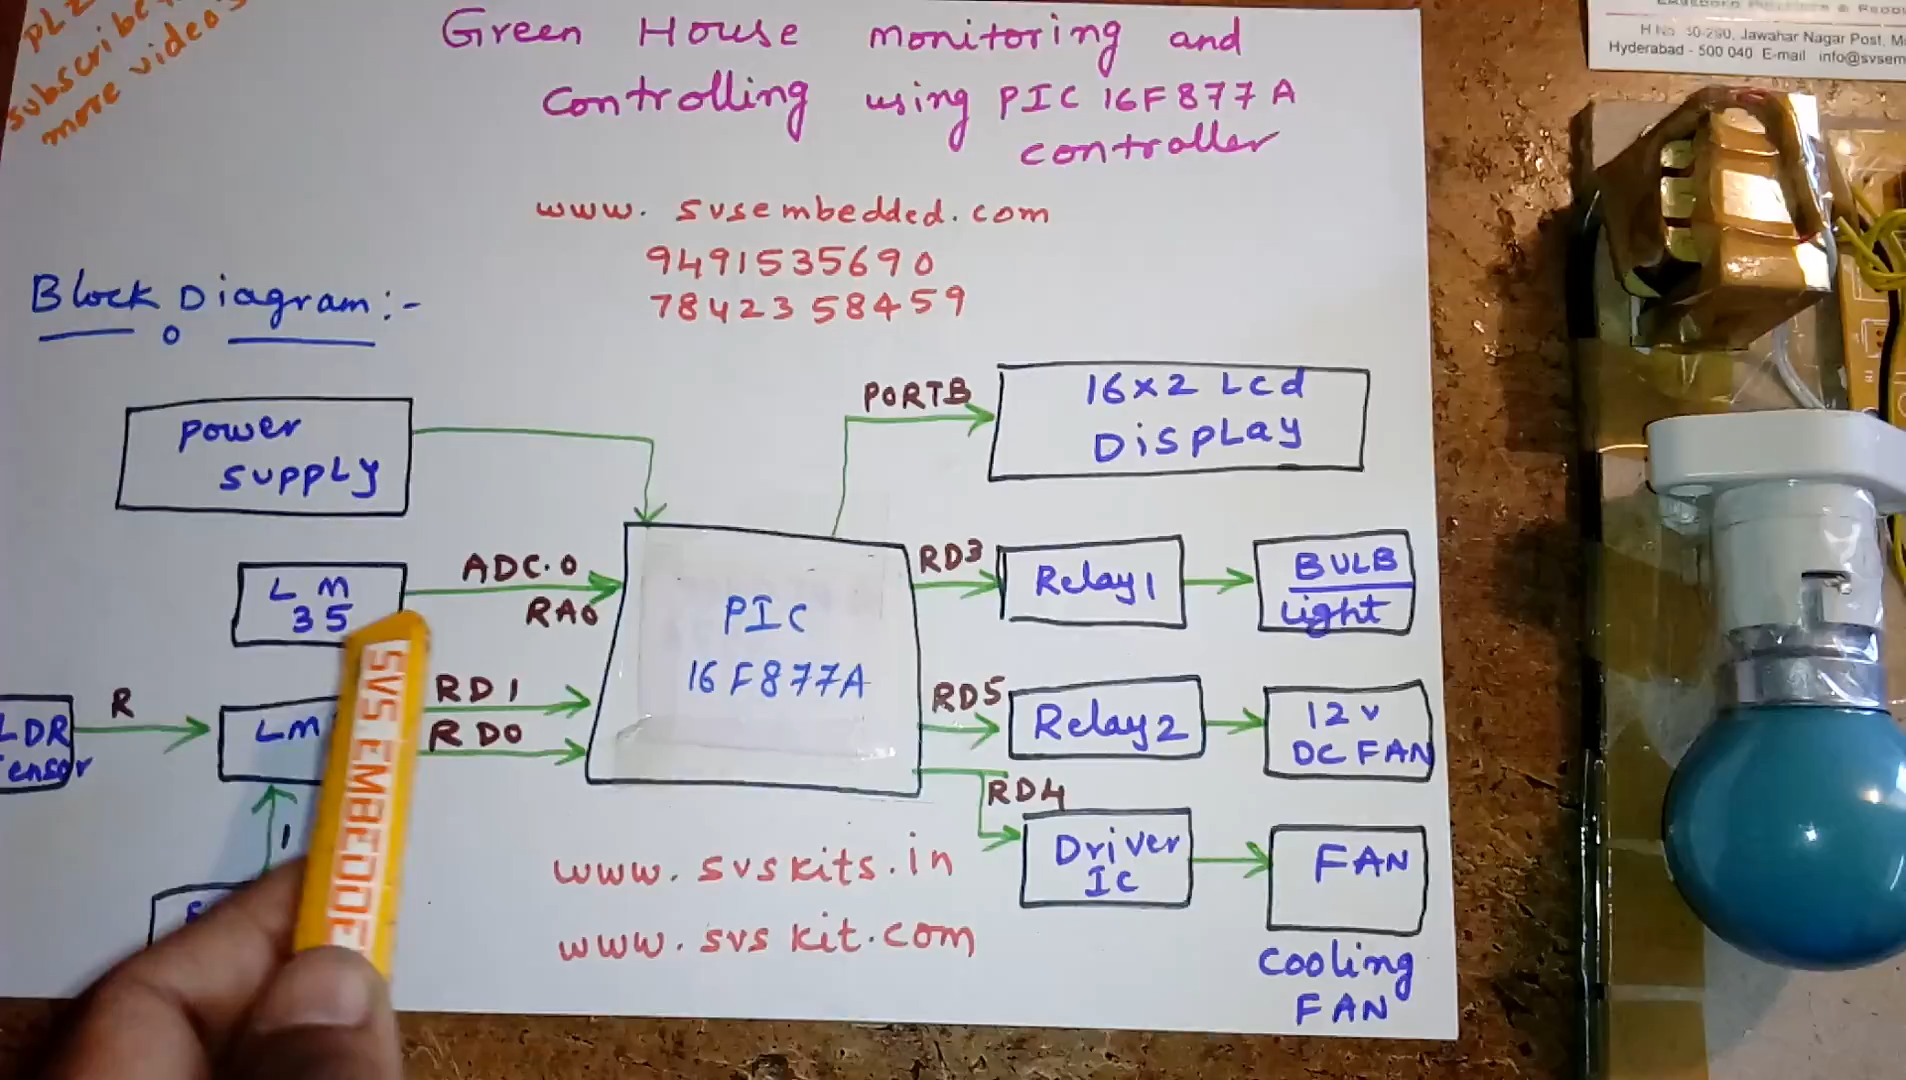 PLZ
subscribe
more videos
Green House monitoring and
controlling using PIC 16F877A
controller
www. svsembedded.com
9491535690
7842358459
Block Diagram:-
Power
supply
LM
35
ADC.0
RA0
LDR
R
LM
RD1
RD0
PIC
16F877A
PORTB
16x2 Lcd
Display
RD3
Relay1
BULB
Light
RD5
Relay2
12v
DC FAN
RD4
Driver
IC
FAN
Cooling
FAN
www. svskits.in
www. svskit.com
SVS EMBEDDE
H No. 30-290, Jawahar Nagar Post,
Hyderabad - 500 040 E-mail info@svsem